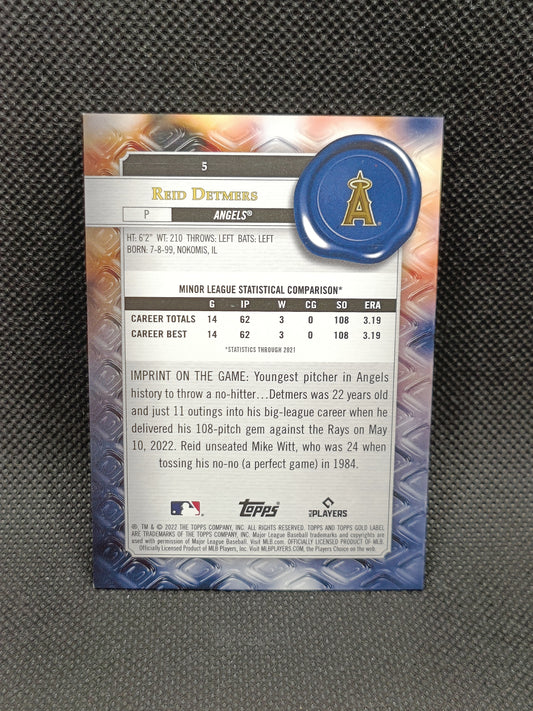 5
REID DETMERS
P ANGELS®
A ®
HT: 6'2" WT: 210 THROWS: LEFT BATS: LEFT
BORN: 7-8-99, NOKOMIS, IL
MINOR LEAGUE STATISTICAL COMPARISON*
G IP W CG SO ERA
CAREER TOTALS 14 62 3 0 108 3.19
CAREER BEST 14 62 3 0 108 3.19
*STATISTICS THROUGH 2021
IMPRINT ON THE GAME: Youngest pitcher in Angels
history to throw a no-hitter…Detmers was 22 years old
and just 11 outings into his big-league career when he
delivered his 108-pitch gem against the Rays on May
10, 2022. Reid unseated Mike Witt, who was 24 when
tossing his no-no (a perfect game) in 1984.
topps MLB PLAYERS
®, TM & © 2022 THE TOPPS COMPANY, INC. ALL RIGHTS RESERVED. TOPPS AND TOPPS GOLD LABEL
ARE TRADEMARKS OF THE TOPPS COMPANY, INC. Major League Baseball trademarks and copyrights are
used with permission of Major League Baseball. Visit MLB.com. OFFICIALLY LICENSED PRODUCT OF MLB.
Officially Licensed Product of MLB Players, Inc. Visit MLBPLAYERS.com, the Players Choice on the web.